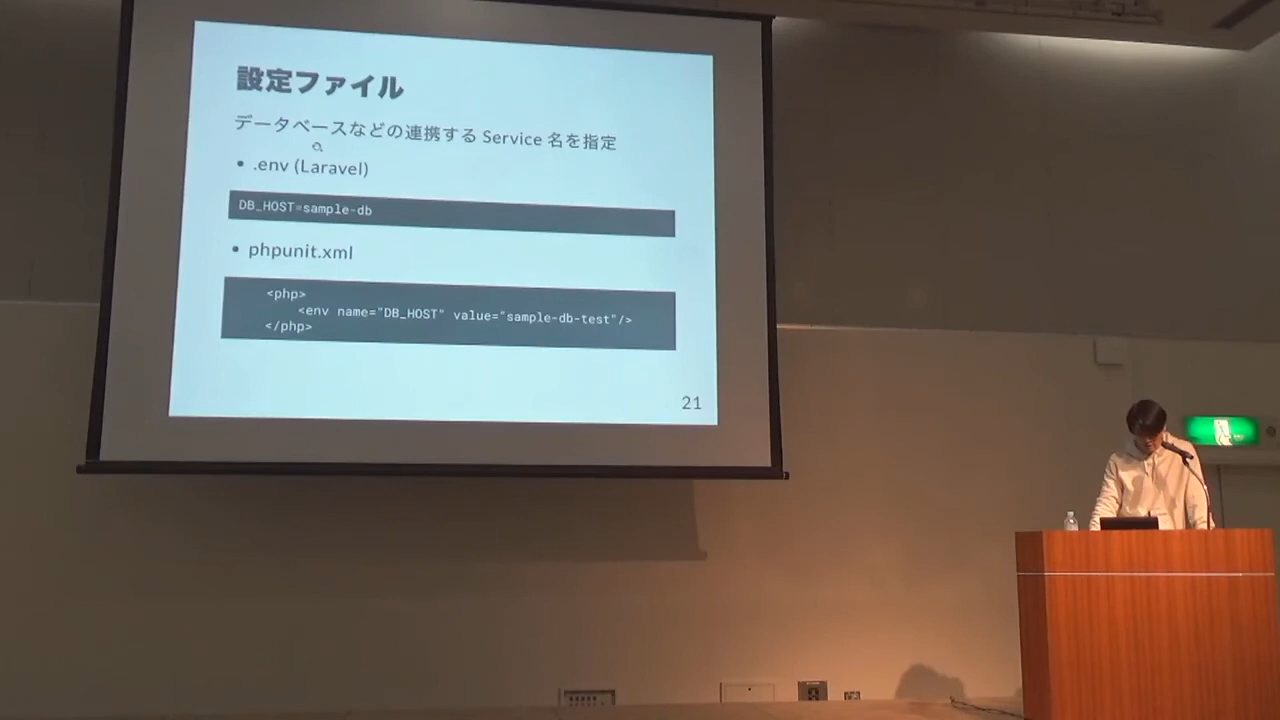 設定ファイル
データベースなどの連携する Service 名を指定
• .env (Laravel)
DB_HOST=sample-db
• phpunit.xml
<php>
<env name="DB_HOST" value="sample-db-test"/>
</php>
21